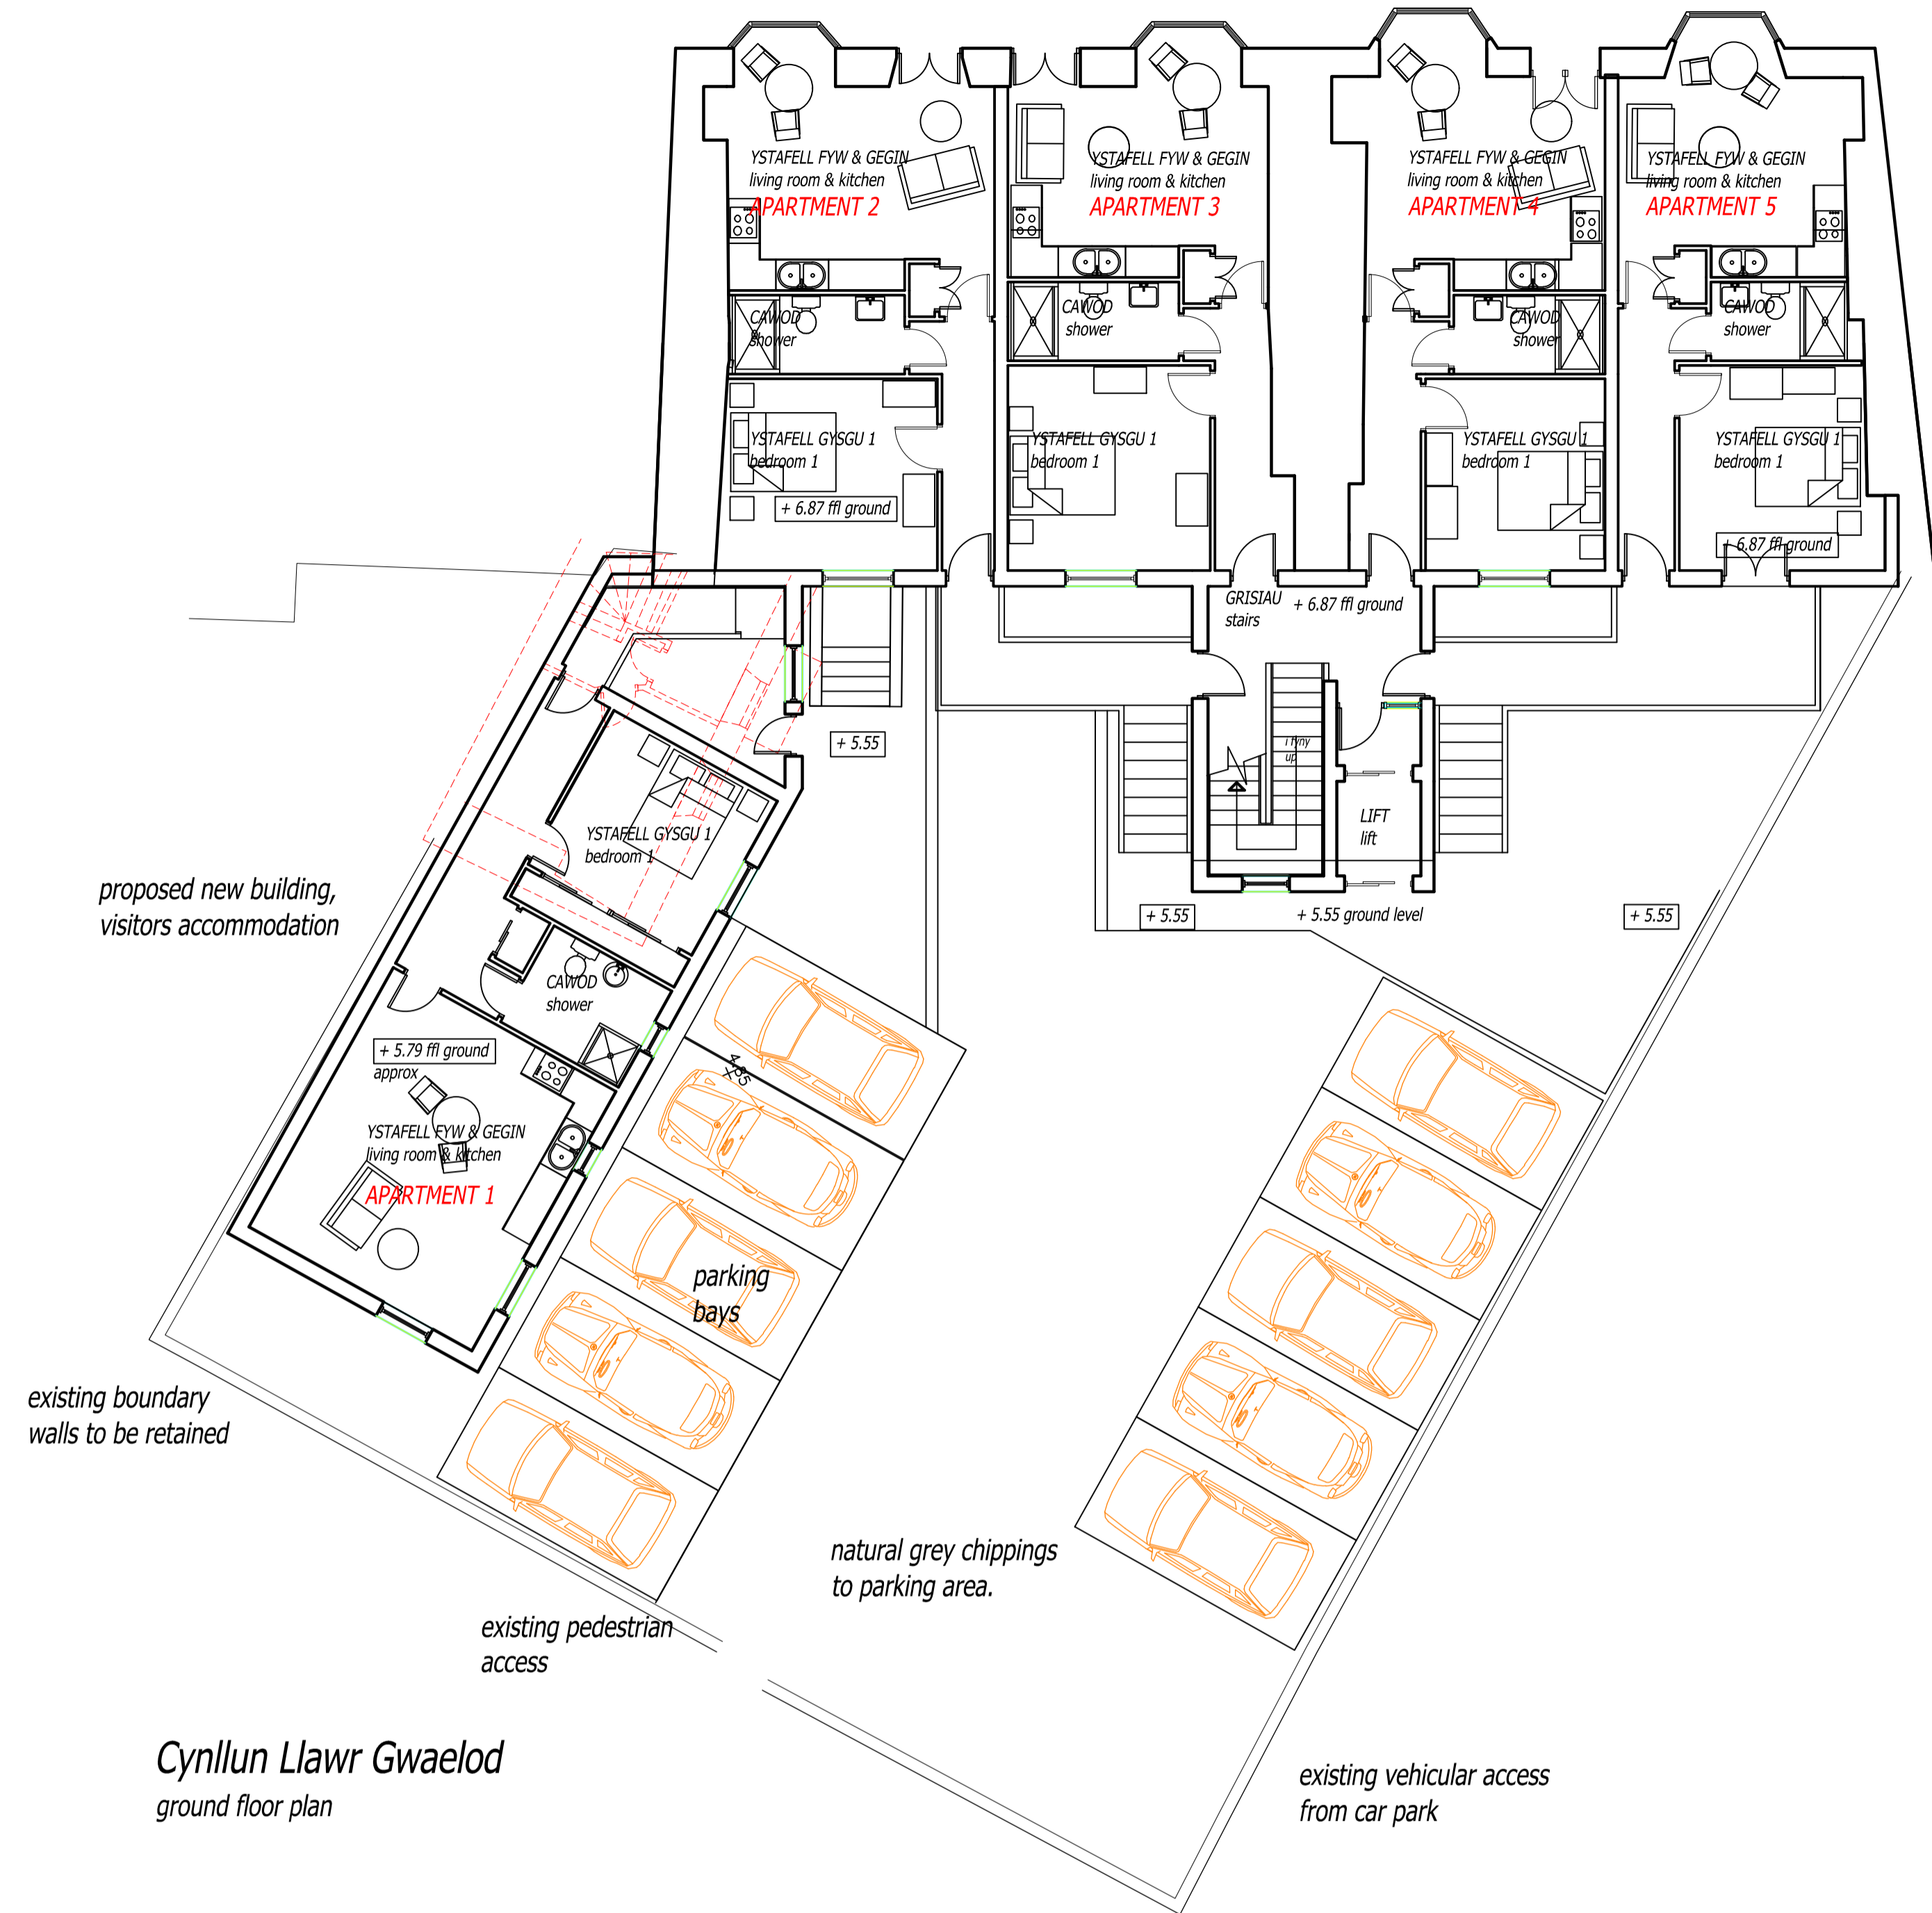 YSTAFELL FYW & GEGIN
living room & kitchen
APARTMENT 2
YSTAFELL FYW & GEGIN
living room & kitchen
APARTMENT 3
YSTAFELL FYW & GEGIN
living room & kitchen
APARTMENT 4
YSTAFELL FYW & GEGIN
living room & kitchen
APARTMENT 5
CAWOD
shower
CAWOD
shower
CAWOD
shower
CAWOD
shower
YSTAFELL GYSGU 1
bedroom 1
+ 6.87 ffl ground
YSTAFELL GYSGU 1
bedroom 1
YSTAFELL GYSGU 1
bedroom 1
YSTAFELL GYSGU 1
bedroom 1
+ 6.87 ffl ground
GRISIAU
stairs
+ 6.87 ffl ground
i fyny
up
LIFT
lift
+ 5.55
+ 5.55
+ 5.55 ground level
+ 5.55
YSTAFELL GYSGU 1
bedroom 1
proposed new building,
visitors accommodation
CAWOD
shower
+ 5.79 ffl ground
approx
YSTAFELL FYW & GEGIN
living room & kitchen
APARTMENT 1
4.85
parking
bays
existing boundary
walls to be retained
natural grey chippings
to parking area.
existing pedestrian
access
existing vehicular access
from car park
Cynllun Llawr Gwaelod
ground floor plan